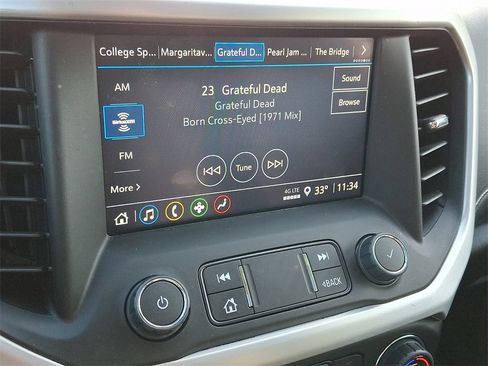 College Sp... Margaritav... Grateful D... Pearl Jam ... The Bridge
AM
23 Grateful Dead
Sound
Grateful Dead
Browse
SiriusXM
Born Cross-Eyed [1971 Mix]
FM
Tune
More
4G LTE
33° 11:34
BACK